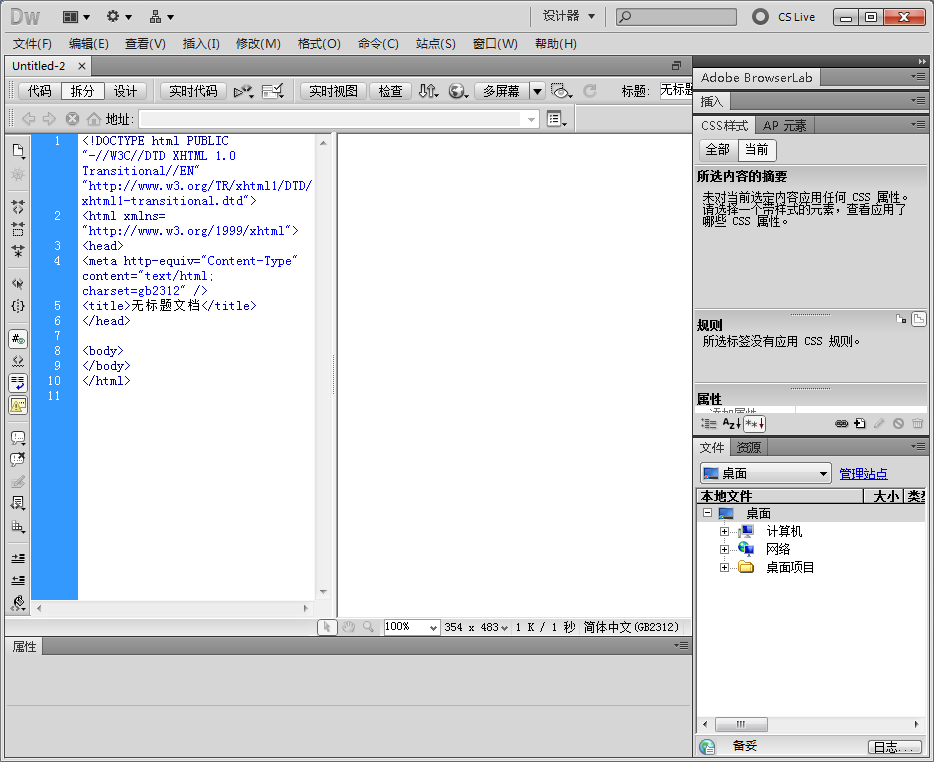 Dw
设计器
CS Live
文件(F) 编辑(E) 查看(V) 插入(I) 修改(M) 格式(O) 命令(C) 站点(S) 窗口(W) 帮助(H)
Untitled-2
代码 拆分 设计 实时代码 实时视图 检查 多屏幕 标题: 无标题
地址:
1 <!DOCTYPE html PUBLIC
"-//W3C//DTD XHTML 1.0
Transitional//EN"
"http://www.w3.org/TR/xhtml1/DTD/
xhtml1-transitional.dtd">
2 <html xmlns=
"http://www.w3.org/1999/xhtml">
3 <head>
4 <meta http-equiv="Content-Type"
content="text/html;
charset=gb2312" />
5 <title>无标题文档</title>
6 </head>
7
8 <body>
9 </body>
10 </html>
11
100% 354 x 483 1 K / 1 秒 简体中文(GB2312)
属性
Adobe BrowserLab
插入
CSS样式 AP 元素
全部 当前
所选内容的摘要
未对当前选定内容应用任何 CSS 属性。
请选择一个带样式的元素，查看应用了
哪些 CSS 属性。
规则
所选标签没有应用 CSS 规则。
属性
添加属性
文件 资源
桌面 管理站点
本地文件 大小 类型
桌面
计算机
网络
桌面项目
备妥 日志...